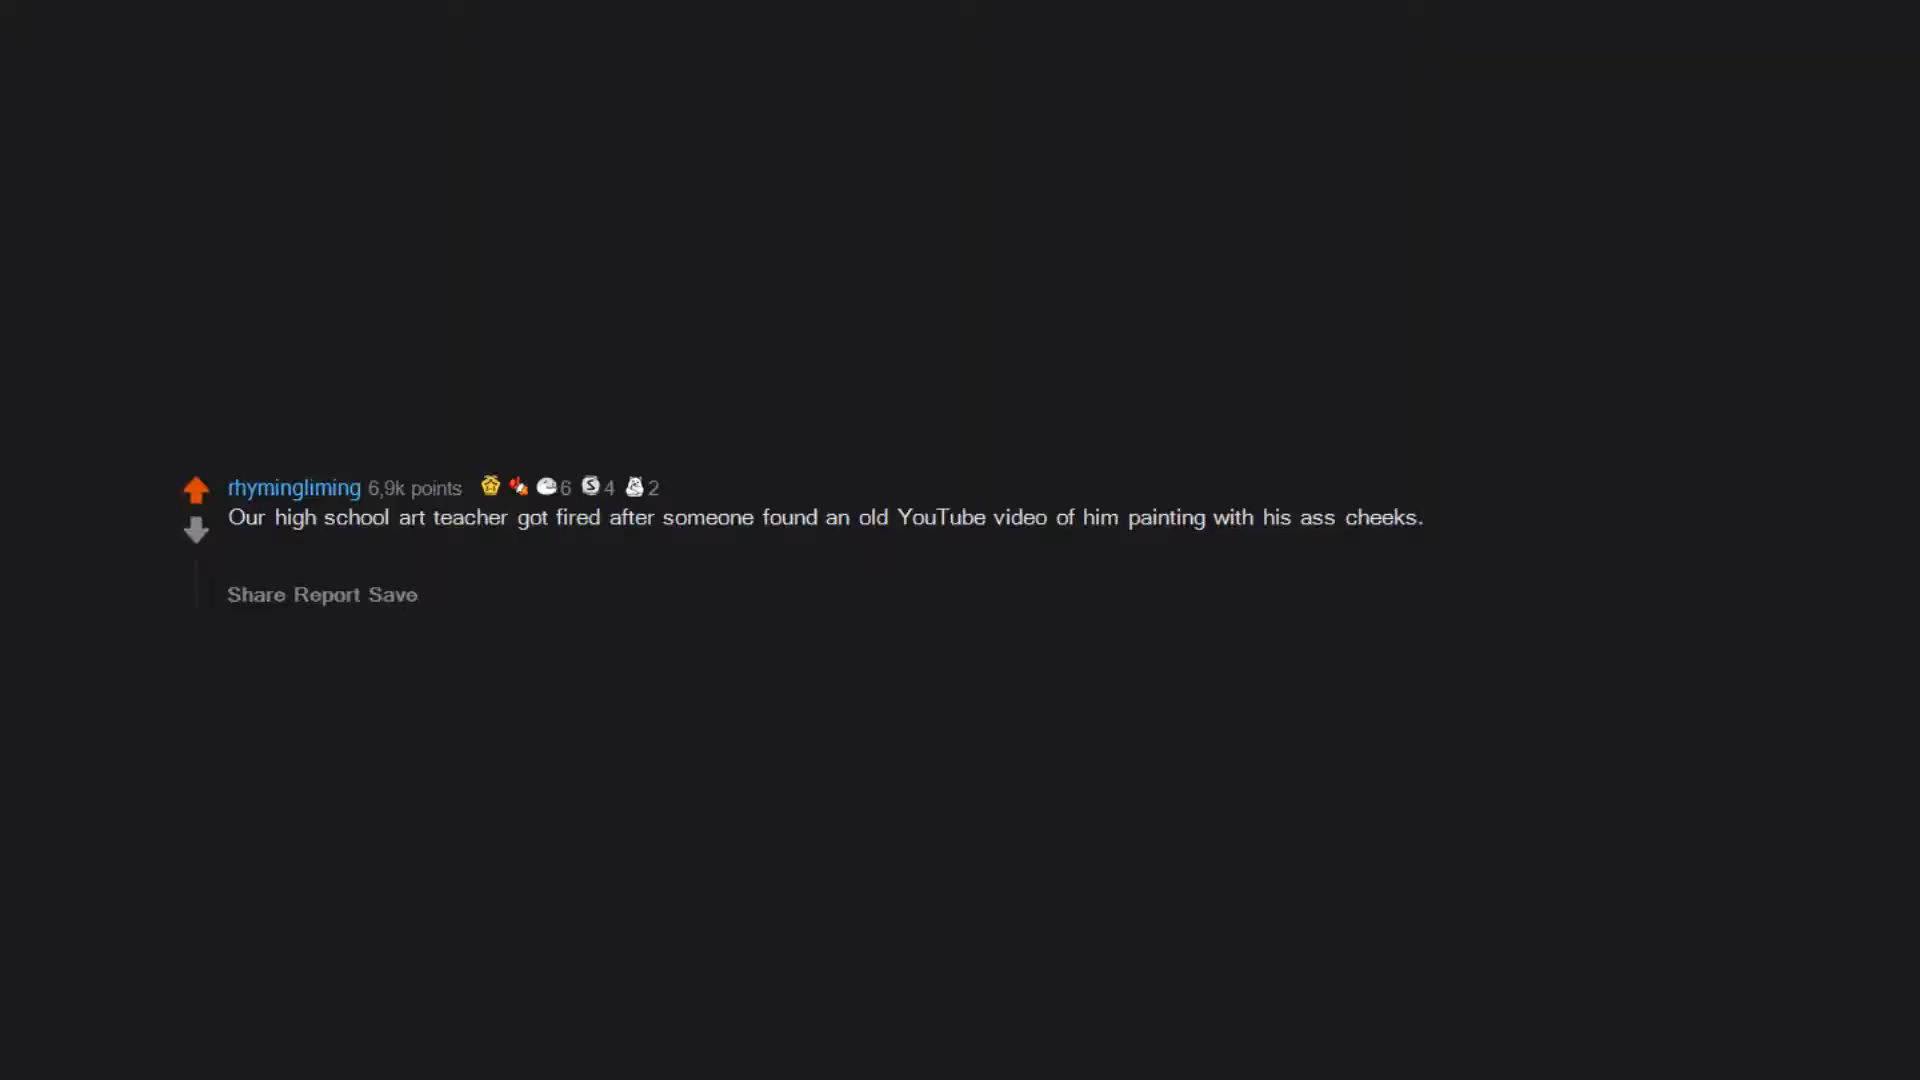 rhymingliming 6,9k points 6 4 2
Our high school art teacher got fired after someone found an old YouTube video of him painting with his ass cheeks.
Share Report Save